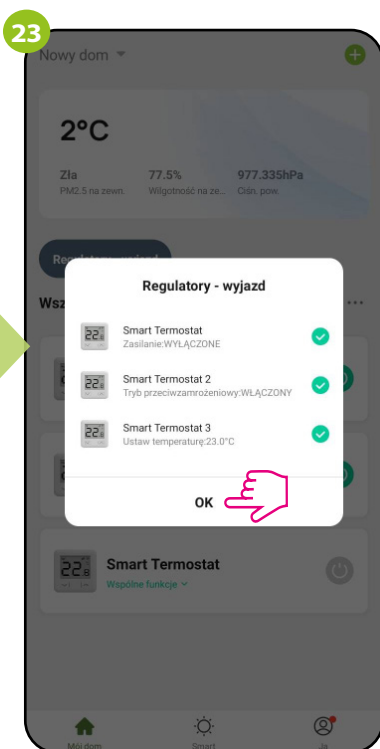 23
Nowy dom
2°C
Zła 77.5% 977.335hPa
PM2.5 na zewn. Wilgotność na ze... Ciśn. pow.
Regulatory - wyjazd
Smart Termostat
Zasilanie:WYŁĄCZONE
Smart Termostat 2
Tryb przeciwzamrożeniowy:WŁĄCZONY
Smart Termostat 3
Ustaw temperaturę:23.0°C
OK
Smart Termostat
Wspólne funkcje
Mój dom Smart Ja